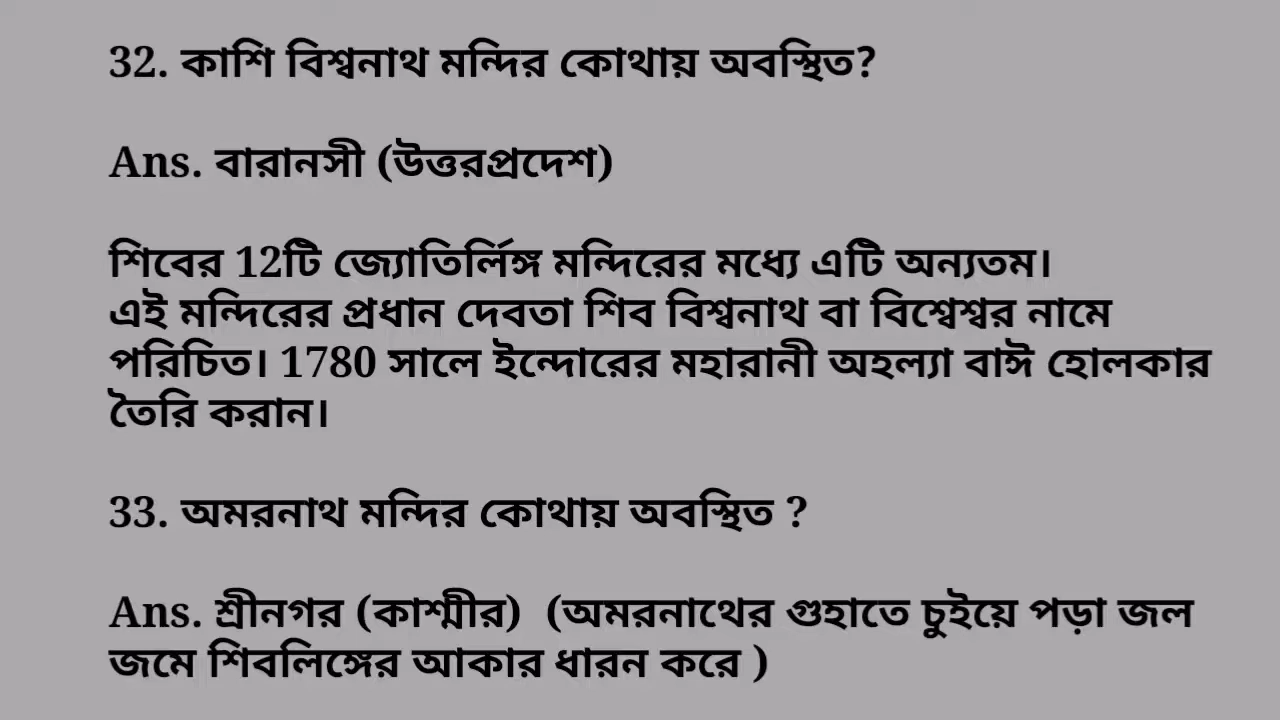 32. কাশি বিশ্বনাথ মন্দির কোথায় অবস্থিত?
Ans. বারানসী (উত্তরপ্রদেশ)
শিবের 12টি জ্যোতির্লিঙ্গ মন্দিরের মধ্যে এটি অন্যতম।
এই মন্দিরের প্রধান দেবতা শিব বিশ্বনাথ বা বিশ্বেশ্বর নামে
পরিচিত। 1780 সালে ইন্দোরের মহারানী অহল্যা বাঈ হোলকার
তৈরি করান।
33. অমরনাথ মন্দির কোথায় অবস্থিত ?
Ans. শ্রীনগর (কাশ্মীর) (অমরনাথের গুহাতে চুইয়ে পড়া জল
জমে শিবলিঙ্গের আকার ধারন করে )